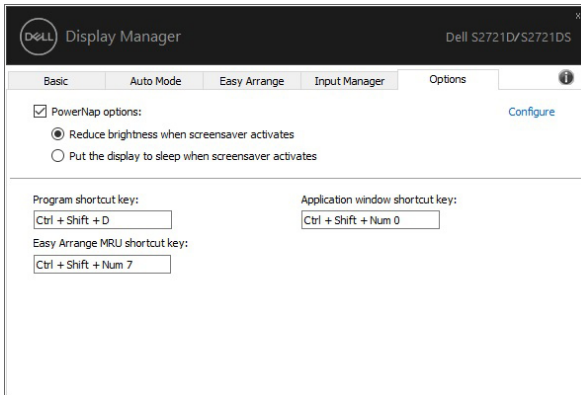 DELL Display Manager
Dell S2721D/S2721DS
Basic
Auto Mode
Easy Arrange
Input Manager
Options
PowerNap options:
Configure
Reduce brightness when screensaver activates
Put the display to sleep when screensaver activates
Program shortcut key:
Application window shortcut key:
Ctrl + Shift + D
Ctrl + Shift + Num 0
Easy Arrange MRU shortcut key:
Ctrl + Shift + Num 7